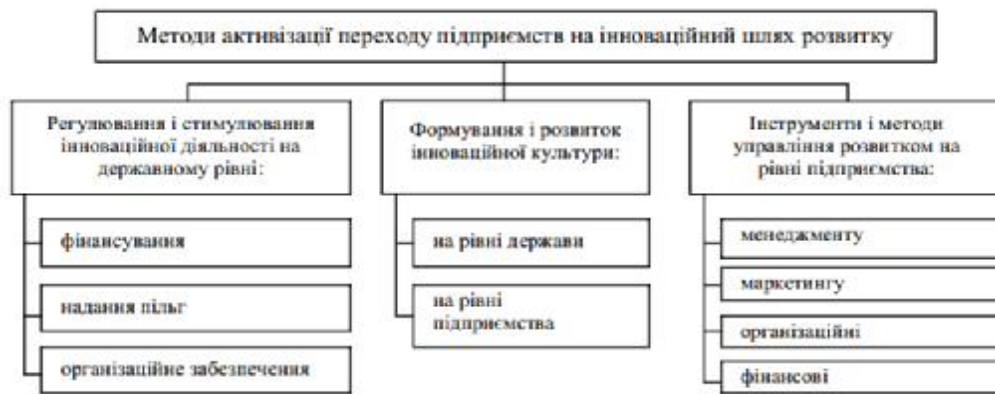 Методи активізації переходу підприємств на інноваційний шлях розвитку
Регулювання і стимулювання
інноваційної діяльності на
державному рівні:
фінансування
надання пільг
організаційне забезпечення
Формування і розвиток
інноваційної культури:
на рівні держави
на рівні
підприємства
Інструменти і методи
управління розвитком на
рівні підприємства:
менеджменту
маркетингу
організаційні
фінансові